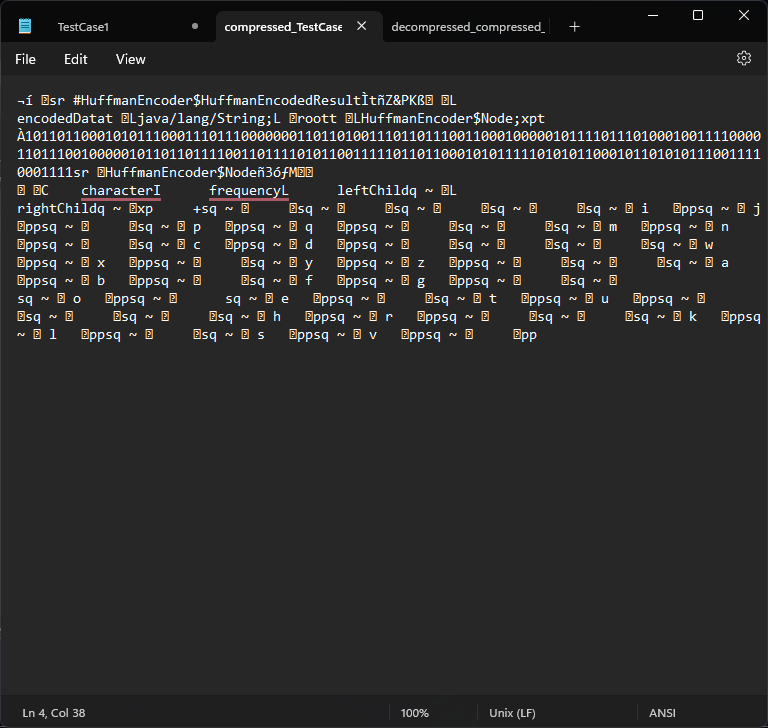 TestCase1
compressed_TestCase
decompressed_compressed_
File Edit View
¬í sr #HuffmanEncoder$HuffmanEncodedResultÌtñZ&PKß L
encodedDatat Ljava/lang/String;L roott LHuffmanEncoder$Node;xpt
0001111sr HuffmanEncoder$Nodeñ3óƒM
C characterI frequencyL leftChildq ~ L
rightChildq ~ xp +sq ~ sq ~ sq ~ sq ~ sq ~ i ppsq ~ j
ppsq ~ sq ~ p ppsq ~ q ppsq ~ sq ~ sq ~ m ppsq ~ n
ppsq ~ sq ~ c ppsq ~ d ppsq ~ sq ~ sq ~ sq ~ w
ppsq ~ x ppsq ~ sq ~ y ppsq ~ z ppsq ~ sq ~ sq ~ a
ppsq ~ b ppsq ~ sq ~ f ppsq ~ g ppsq ~ sq ~
sq ~ o ppsq ~ sq ~ e ppsq ~ sq ~ t ppsq ~ u ppsq ~
sq ~ sq ~ sq ~ h ppsq ~ r ppsq ~ sq ~ sq ~ k ppsq
~ l ppsq ~ sq ~ s ppsq ~ v ppsq ~ pp
Ln 4, Col 38 100% Unix (LF) ANSI